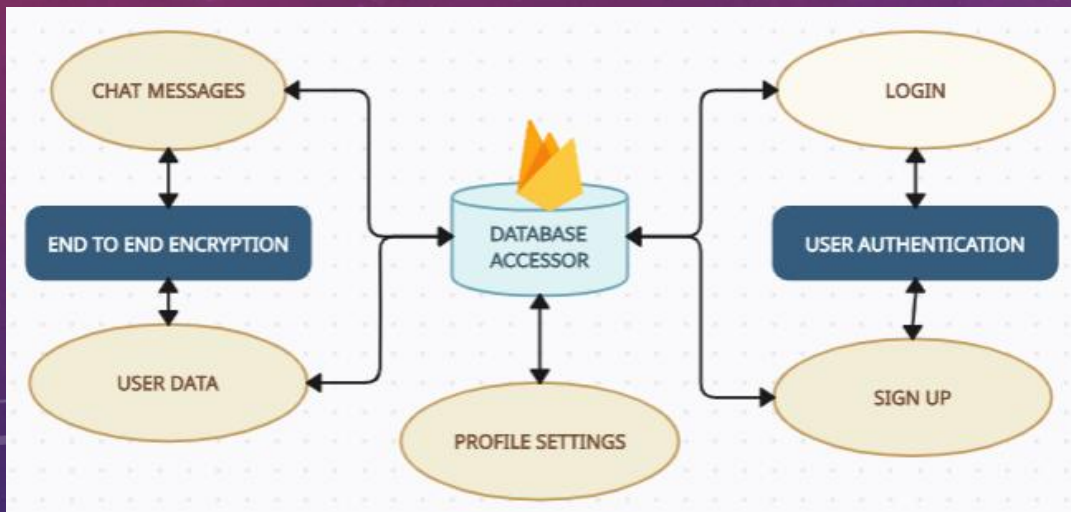 CHAT MESSAGES
LOGIN
DATABASE
ACCESSOR
END TO END ENCRYPTION
USER AUTHENTICATION
USER DATA
SIGN UP
PROFILE SETTINGS